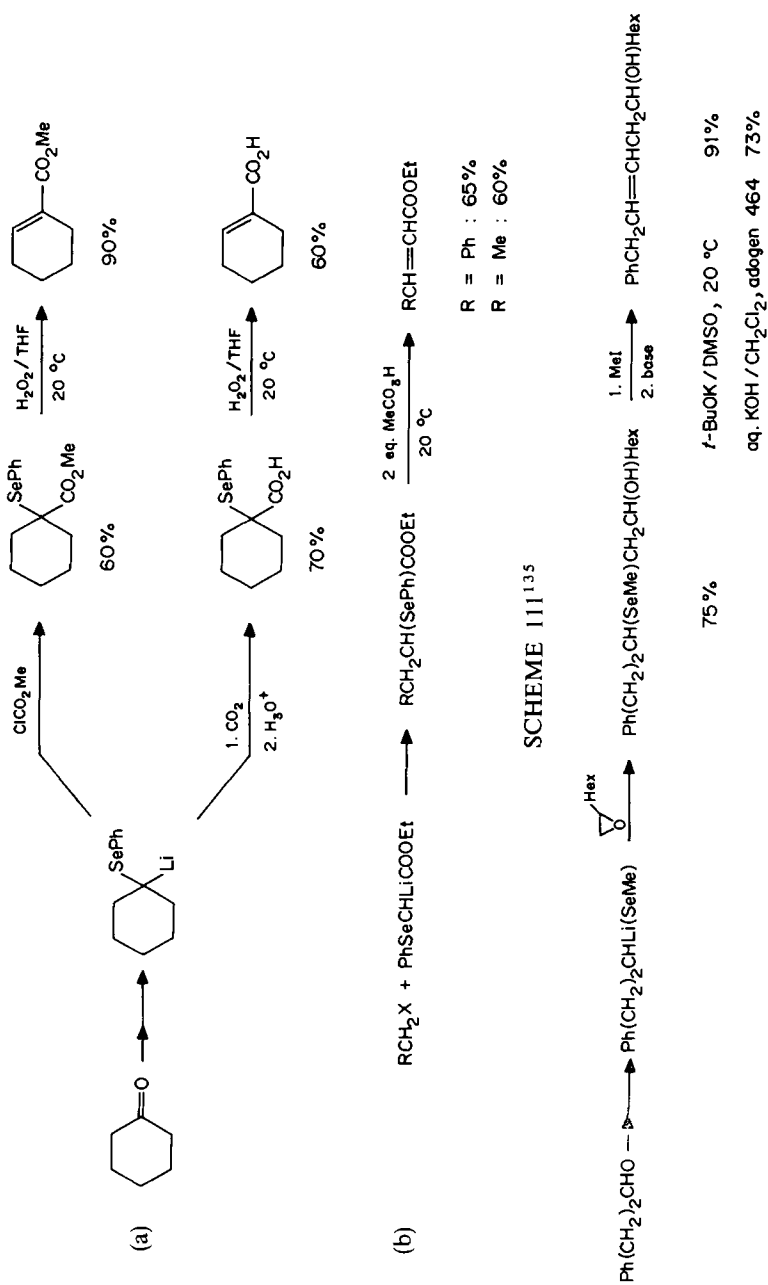 (a)
O
SePh
Li
ClCO₂Me
SePh
CO₂Me
60%
H₂O₂/THF
20 °C
CO₂Me
90%
1. CO₂
2. H₃O⁺
SePh
CO₂H
70%
H₂O₂/THF
20 °C
CO₂H
60%
(b)
RCH₂X + PhSeCHLiCOOEt
RCH₂CH(SePh)COOEt
2 eq. MeCO₃H
20 °C
RCH=CHCOOEt
R = Ph : 65%
R = Me : 60%
SCHEME 111¹³⁵
Ph(CH₂)₂CHO
Ph(CH₂)₂CHLi(SeMe)
Hex
O
Ph(CH₂)₂CH(SeMe)CH₂CH(OH)Hex
75%
1. MeI
2. base
PhCH₂CH=CHCH₂CH(OH)Hex
t-BuOK/DMSO, 20 °C 91%
aq. KOH/CH₂Cl₂, adogen 464 73%